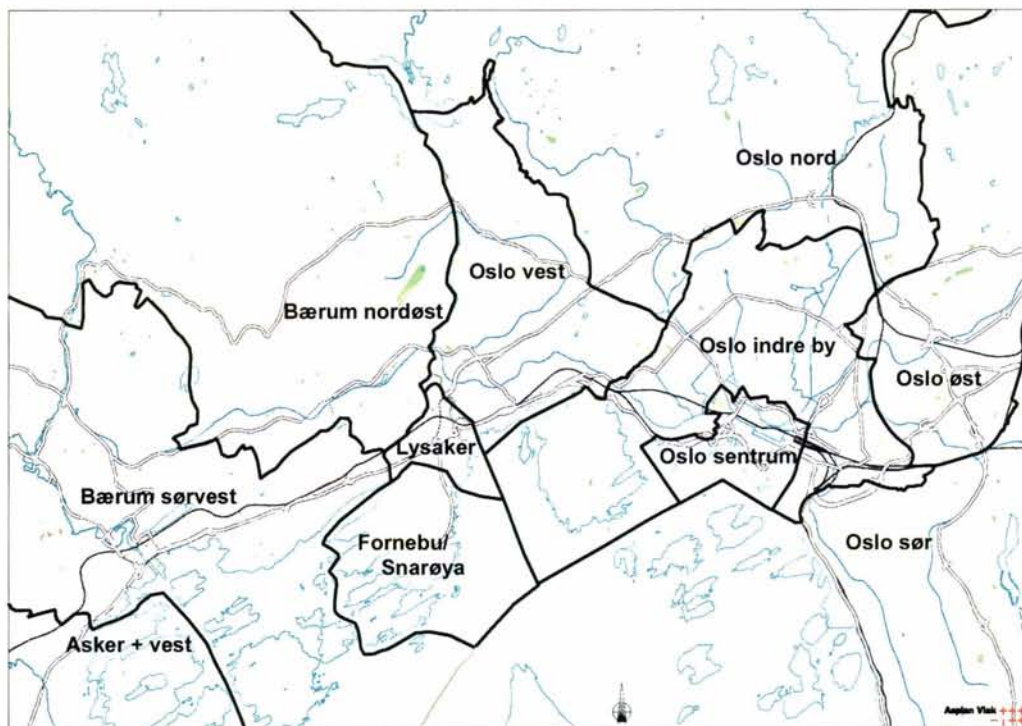 Oslo nord
Oslo vest
Bærum nordøst
Oslo indre by
Oslo øst
Lysaker
Oslo sentrum
Bærum sørvest
Fornebu/
Snarøya
Oslo sør
Asker + vest
Asplan Viak